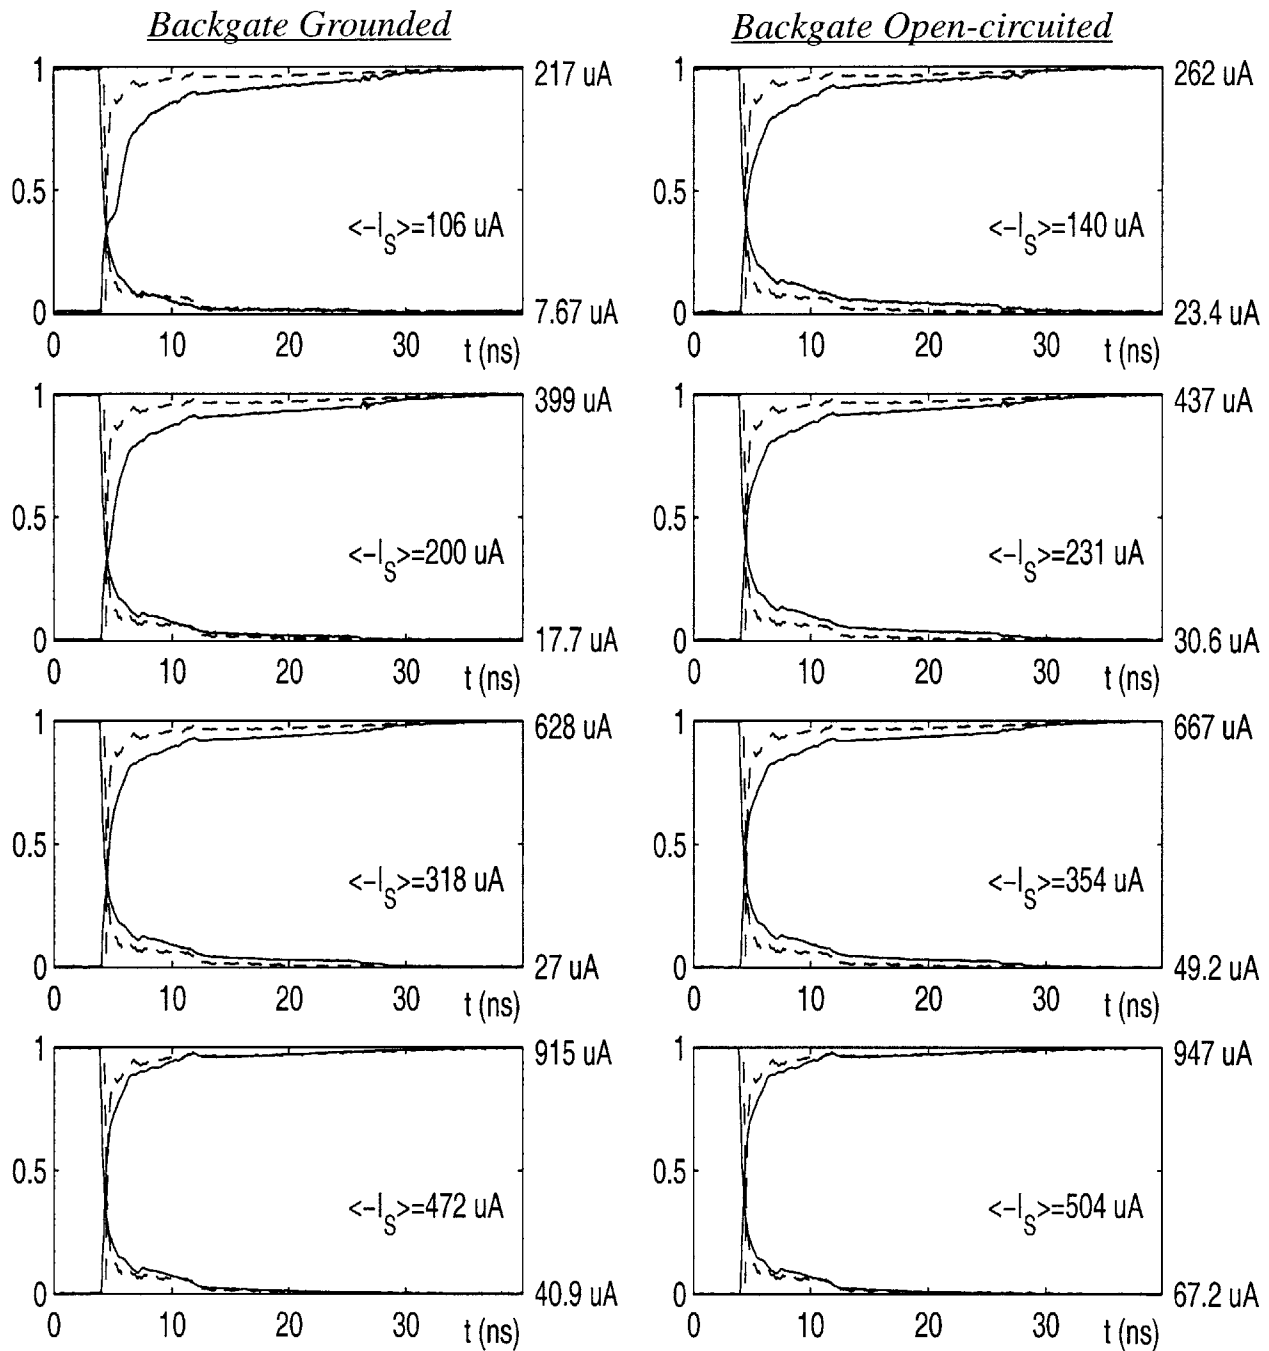 Backgate Grounded
Backgate Open-circuited
1
217 uA
0.5
<-I_S>=106 uA
0
7.67 uA
0 10 20 30 t (ns)
1
262 uA
0.5
<-I_S>=140 uA
0
23.4 uA
0 10 20 30 t (ns)
1
399 uA
0.5
<-I_S>=200 uA
0
17.7 uA
0 10 20 30 t (ns)
1
437 uA
0.5
<-I_S>=231 uA
0
30.6 uA
0 10 20 30 t (ns)
1
628 uA
0.5
<-I_S>=318 uA
0
27 uA
0 10 20 30 t (ns)
1
667 uA
0.5
<-I_S>=354 uA
0
49.2 uA
0 10 20 30 t (ns)
1
915 uA
0.5
<-I_S>=472 uA
0
40.9 uA
0 10 20 30 t (ns)
1
947 uA
0.5
<-I_S>=504 uA
0
67.2 uA
0 10 20 30 t (ns)